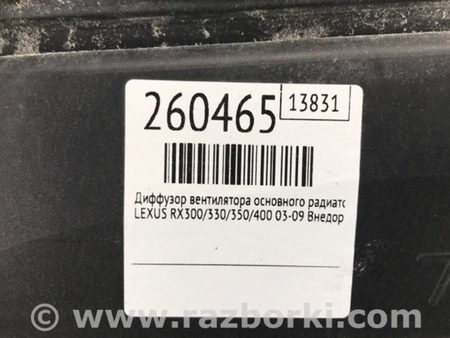 260465
13831
Диффузор вентилятора основного радиатс
LEXUS RX300/330/350/400 03-09 Внедор
© www.razborki.com